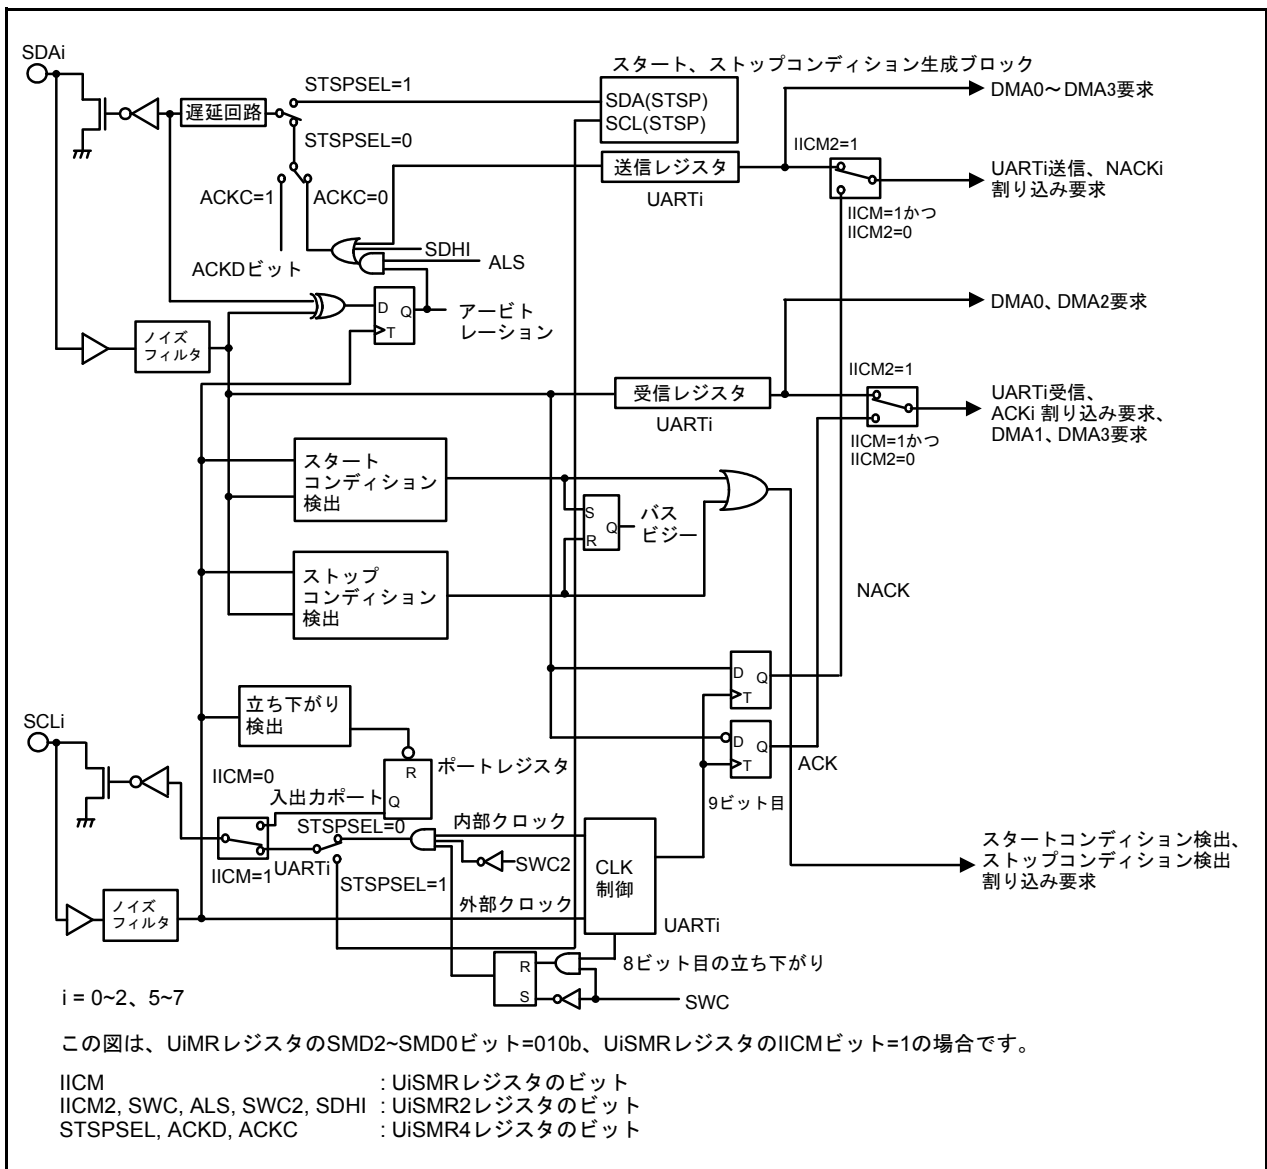 SDAi
スタート、ストップコンディション生成ブロック
STSPSEL=1
SDA(STSP)
SCL(STSP)
DMA0～DMA3要求
遅延回路
STSPSEL=0
IICM2=1
送信レジスタ
UARTi
UARTi送信、NACKi
割り込み要求
ACKC=1
ACKC=0
IICM=1かつ
IICM2=0
SDHI
ALS
ACKDビット
D
Q
T
アービト
レーション
DMA0、DMA2要求
ノイズ
フィルタ
IICM2=1
受信レジスタ
UARTi
UARTi受信、
ACKi 割り込み要求、
DMA1、DMA3要求
IICM=1かつ
IICM2=0
スタート
コンディション
検出
S
Q
R
バス
ビジー
ストップ
コンディション
検出
NACK
D
Q
T
立ち下がり
検出
SCLi
D
Q
T
ACK
R
Q
ポートレジスタ
IICM=0
入出力ポート
9ビット目
STSPSEL=0
内部クロック
IICM=1
UARTi
SWC2
CLK
制御
スタートコンディション検出、
ストップコンディション検出
割り込み要求
STSPSEL=1
ノイズ
フィルタ
外部クロック
UARTi
R
S
8ビット目の立ち下がり
SWC
i = 0~2、5~7
この図は、UiMRレジスタのSMD2~SMD0ビット=010b、UiSMRレジスタのIICMビット=1の場合です。
IICM : UiSMRレジスタのビット
IICM2, SWC, ALS, SWC2, SDHI : UiSMR2レジスタのビット
STSPSEL, ACKD, ACKC : UiSMR4レジスタのビット